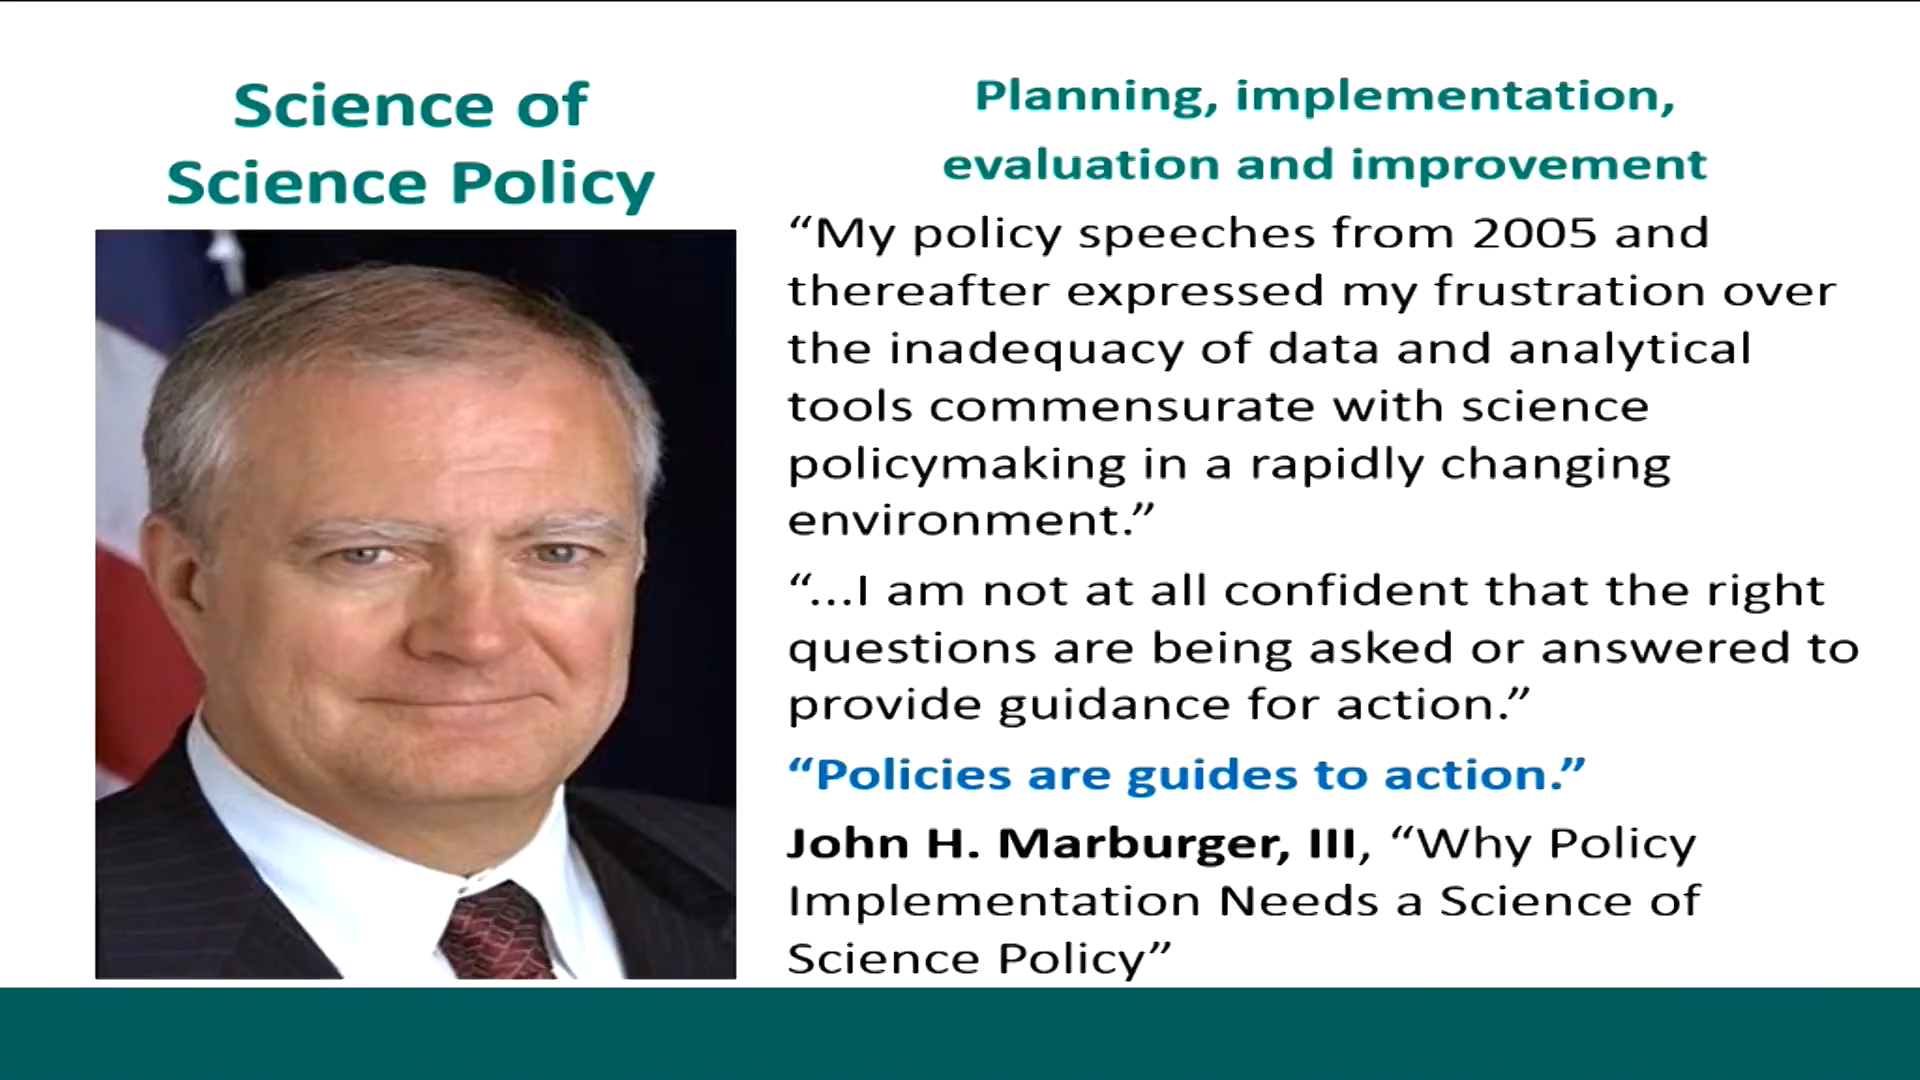 Science of
Science Policy
Planning, implementation,
evaluation and improvement
“My policy speeches from 2005 and
thereafter expressed my frustration over
the inadequacy of data and analytical
tools commensurate with science
policymaking in a rapidly changing
environment.”
“...I am not at all confident that the right
questions are being asked or answered to
provide guidance for action.”
“Policies are guides to action.”
John H. Marburger, III, “Why Policy
Implementation Needs a Science of
Science Policy”